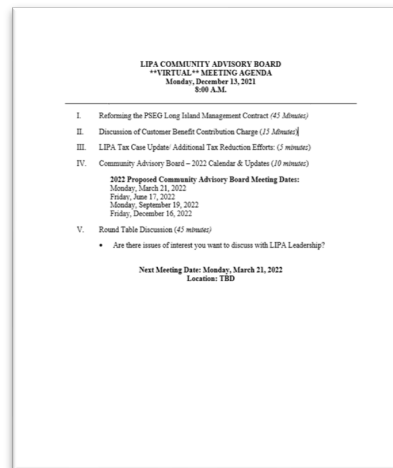 LIPA COMMUNITY ADVISORY BOARD
**VIRTUAL** MEETING AGENDA
Monday, December 13, 2021
8:00 A.M.
I. Reforming the PSEG Long Island Management Contract (45 Minutes)
II. Discussion of Customer Benefit Contribution Charge (15 Minutes)
III. LIPA Tax Case Update/ Additional Tax Reduction Efforts: (5 minutes)
IV. Community Advisory Board – 2022 Calendar & Updates (10 minutes)
2022 Proposed Community Advisory Board Meeting Dates:
Monday, March 21, 2022
Friday, June 17, 2022
Monday, September 19, 2022
Friday, December 16, 2022
V. Round Table Discussion (45 minutes)
• Are there issues of interest you want to discuss with LIPA Leadership?
Next Meeting Date: Monday, March 21, 2022
Location: TBD